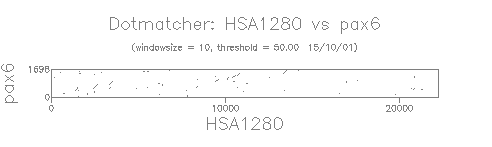 Dotmatcher: HSA1280 vs pax6
(windowsize = 10, threshold = 50.00 15/10/01)
pax6
1698
0
0 10000 20000
HSA1280